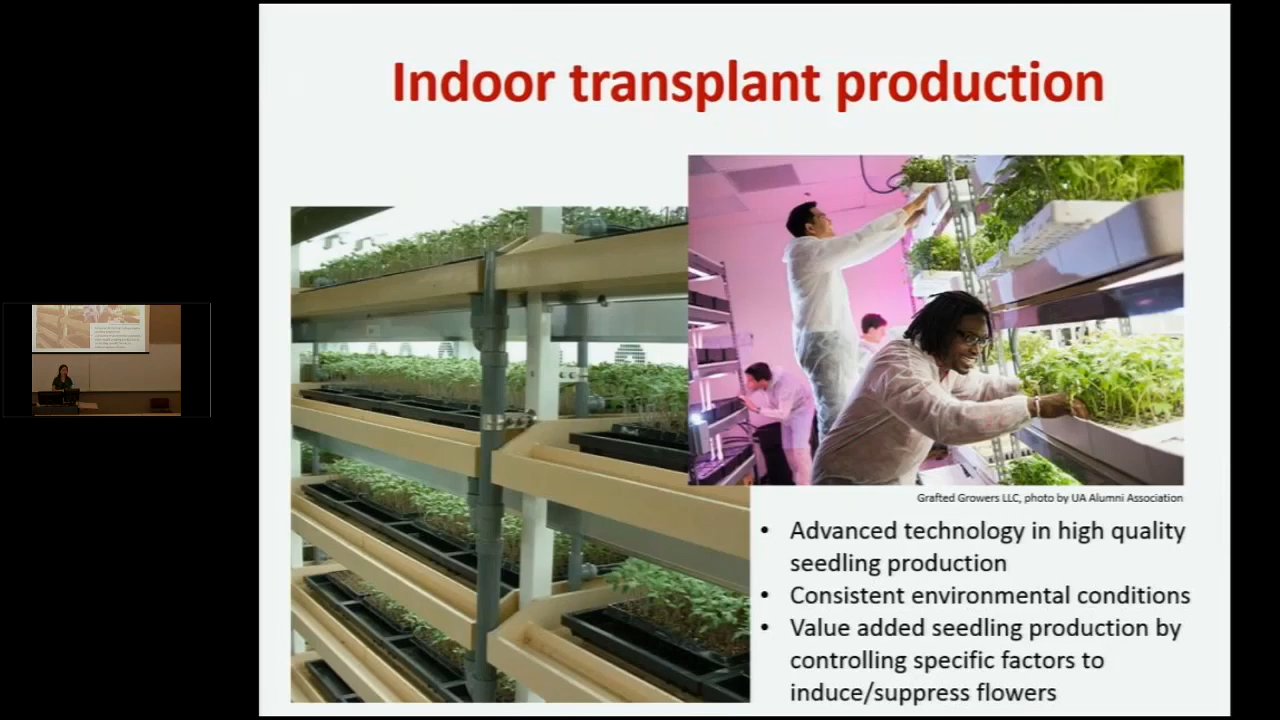 Indoor transplant production
Grafted Growers LLC, photo by UA Alumni Association
• Advanced technology in high quality
seedling production
• Consistent environmental conditions
• Value added seedling production by
controlling specific factors to
induce/suppress flowers